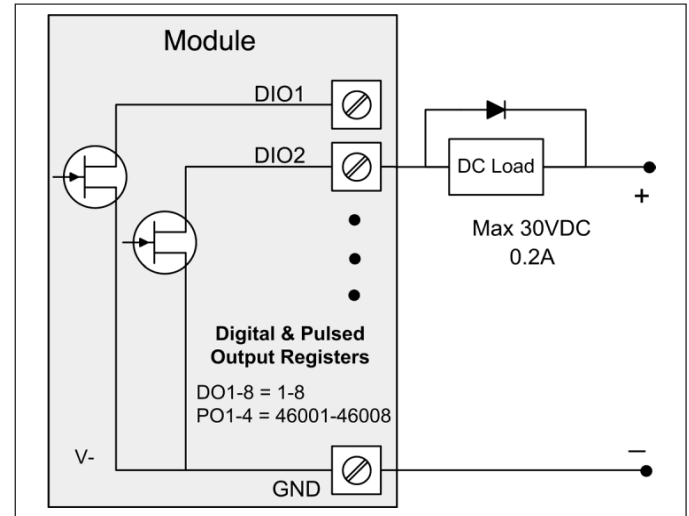 Module
DIO1
DIO2
DC Load
+
Max 30VDC
0.2A
Digital & Pulsed
Output Registers
DO1-8 = 1-8
PO1-4 = 46001-46008
V-
GND
–